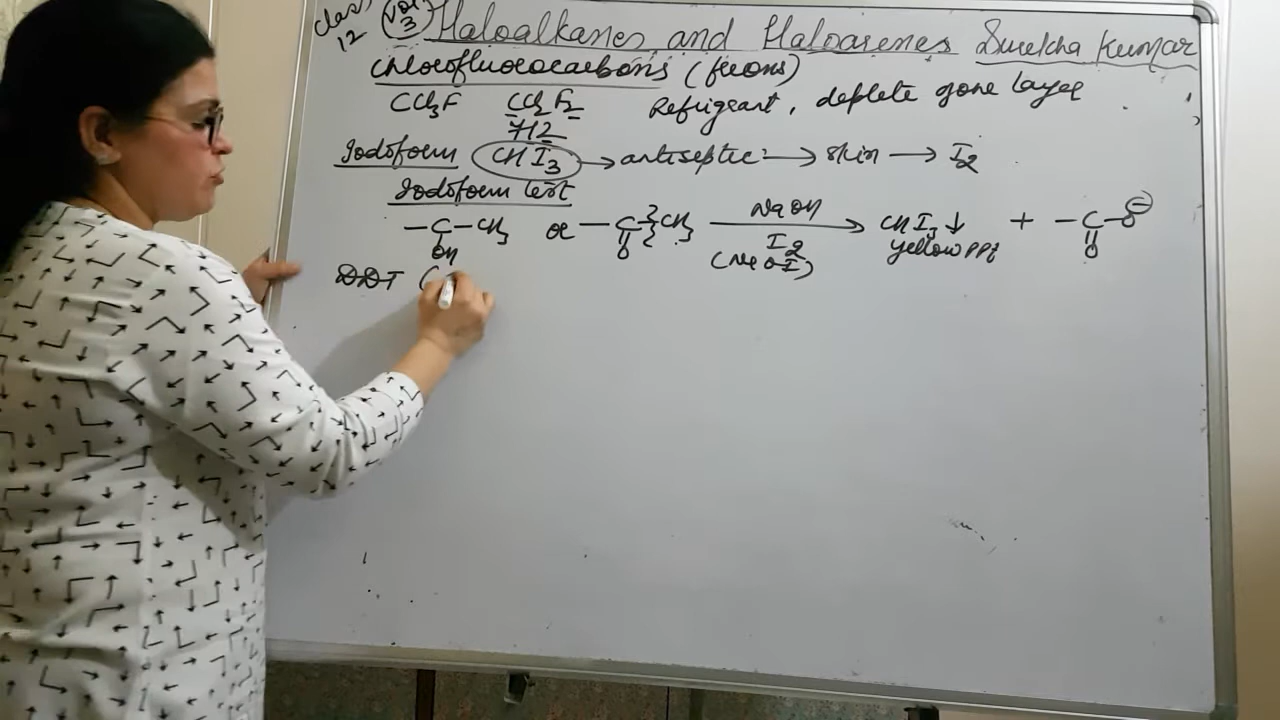 Class 12 (Vol 3) Haloalkanes and Haloarenes Surekha Kumar
Chlorofluorocarbons (freons)
CCl3F CCl2F2 Refrigeant, deplete ozone layer
F12
Iodoform CHI3 → antiseptic → skin → I2
Iodoform test
-C-CH3 or -C-CH3 NaOH → CHI3↓ + -C-O⊖
OH O I2 yellow ppt O
(NaOI)
DDT (